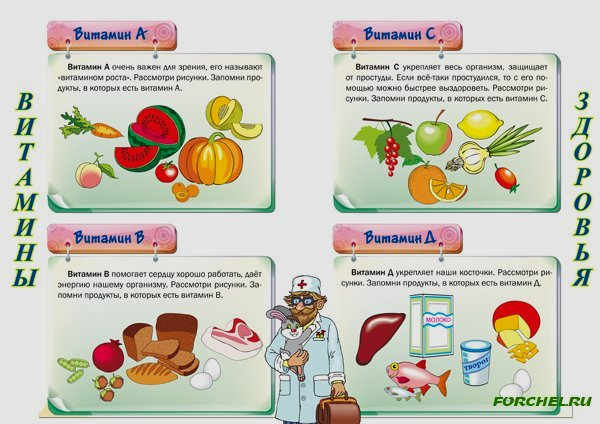 ВИТАМИНЫ
Витамин А
Витамин А очень важен для зрения, его называют
«витамином роста». Рассмотри рисунки. Запомни про-
дукты, в которых есть витамин А.
Витамин С
Витамин С укрепляет весь организм, защищает
от простуды. Если всё-таки простудился, то с его по-
мощью можно быстрее выздороветь. Рассмотри ри-
сунки. Запомни продукты, в которых есть витамин С.
ЗДОРОВЬЯ
Витамин В
Витамин В помогает сердцу хорошо работать, даёт
энергию нашему организму. Рассмотри рисунки. За-
помни продукты, в которых есть витамин В.
Витамин Д
Витамин Д укрепляет наши косточки. Рассмотри ри-
сунки. Запомни продукты, в которых есть витамин Д.
МОЛОКО
творог
FORCHEL.RU